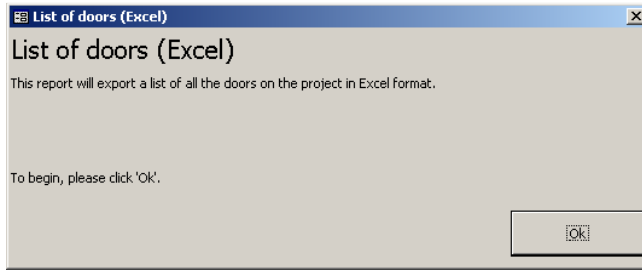 List of doors (Excel)
List of doors (Excel)
This report will export a list of all the doors on the project in Excel format.
To begin, please click 'Ok'.
Ok